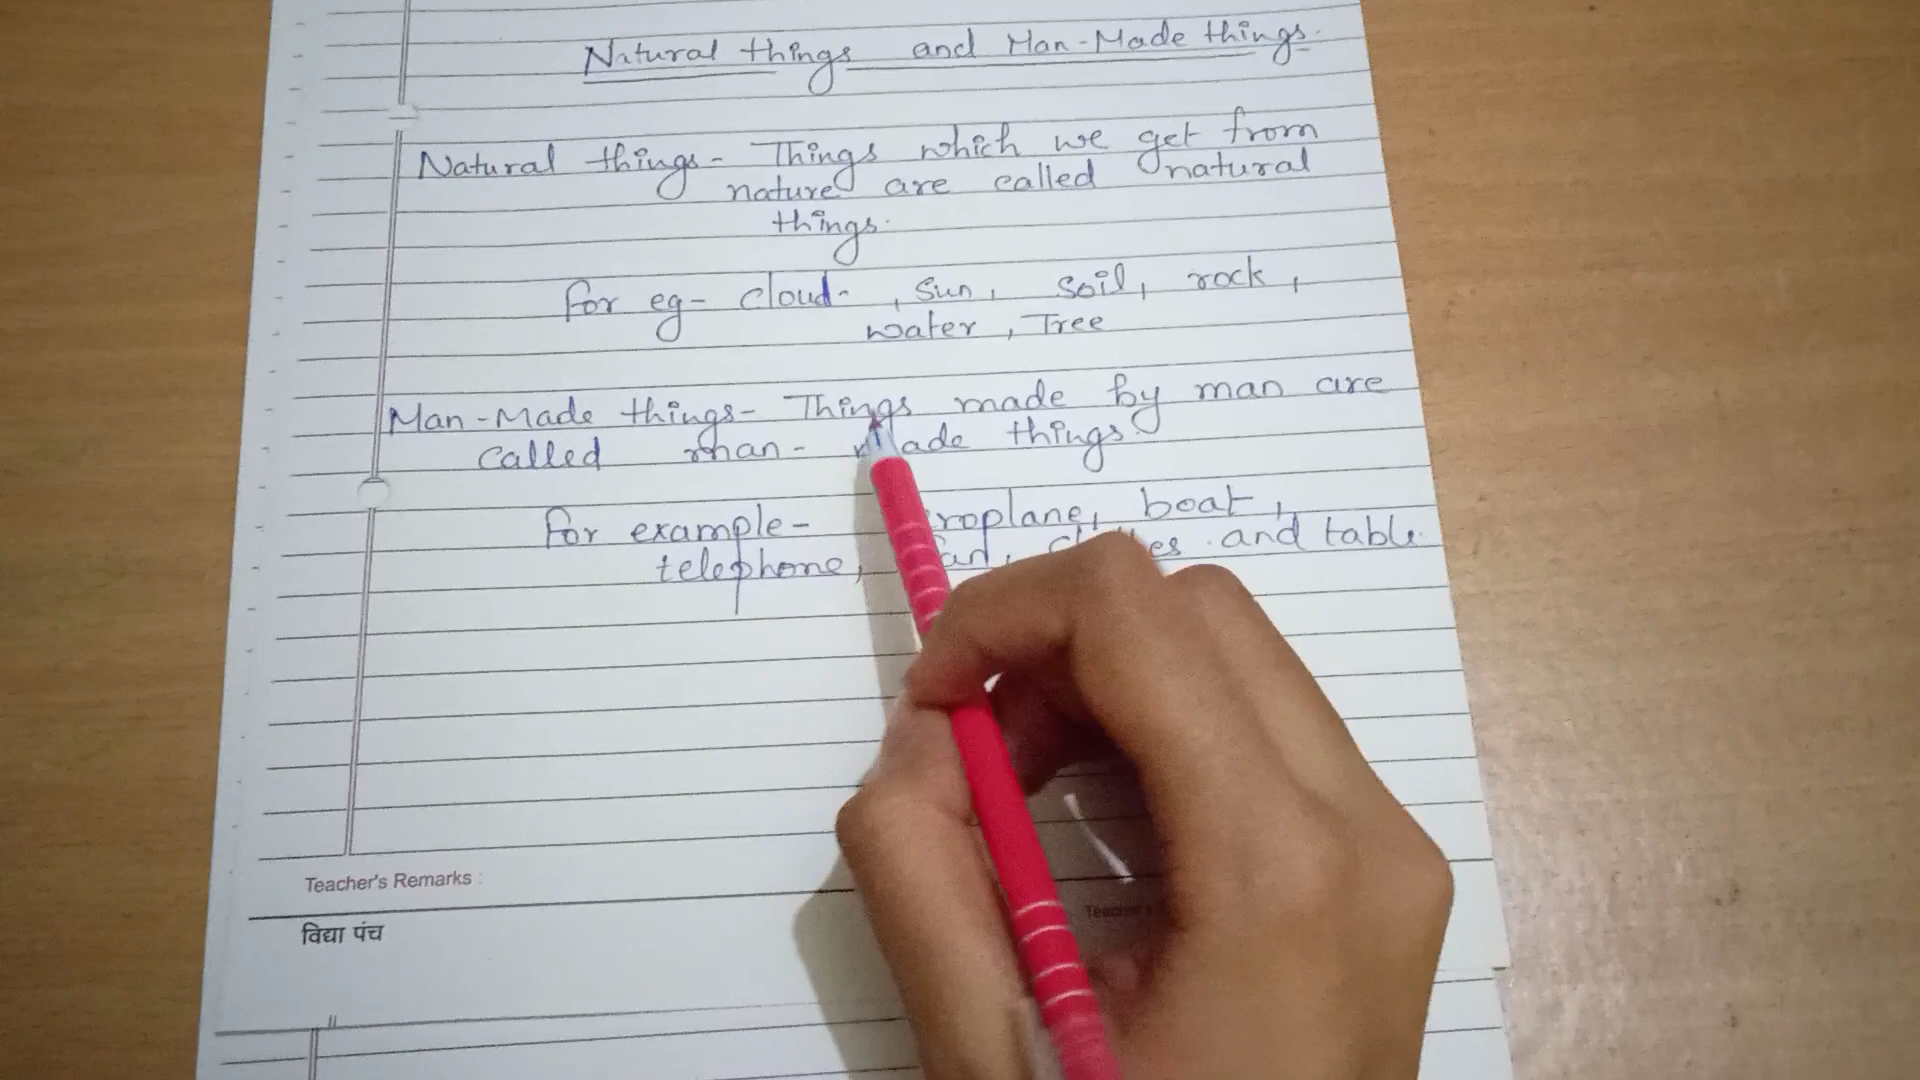 Natural things and Man-Made things.
Natural things- Things which we get from
nature are called natural
things.
For eg- cloud- , Sun, Soil, rock,
water, Tree
Man-Made things- Things made by man are
called man- made things.
For example- boat,
telephone, and table.
Teacher's Remarks :
विद्या पंच